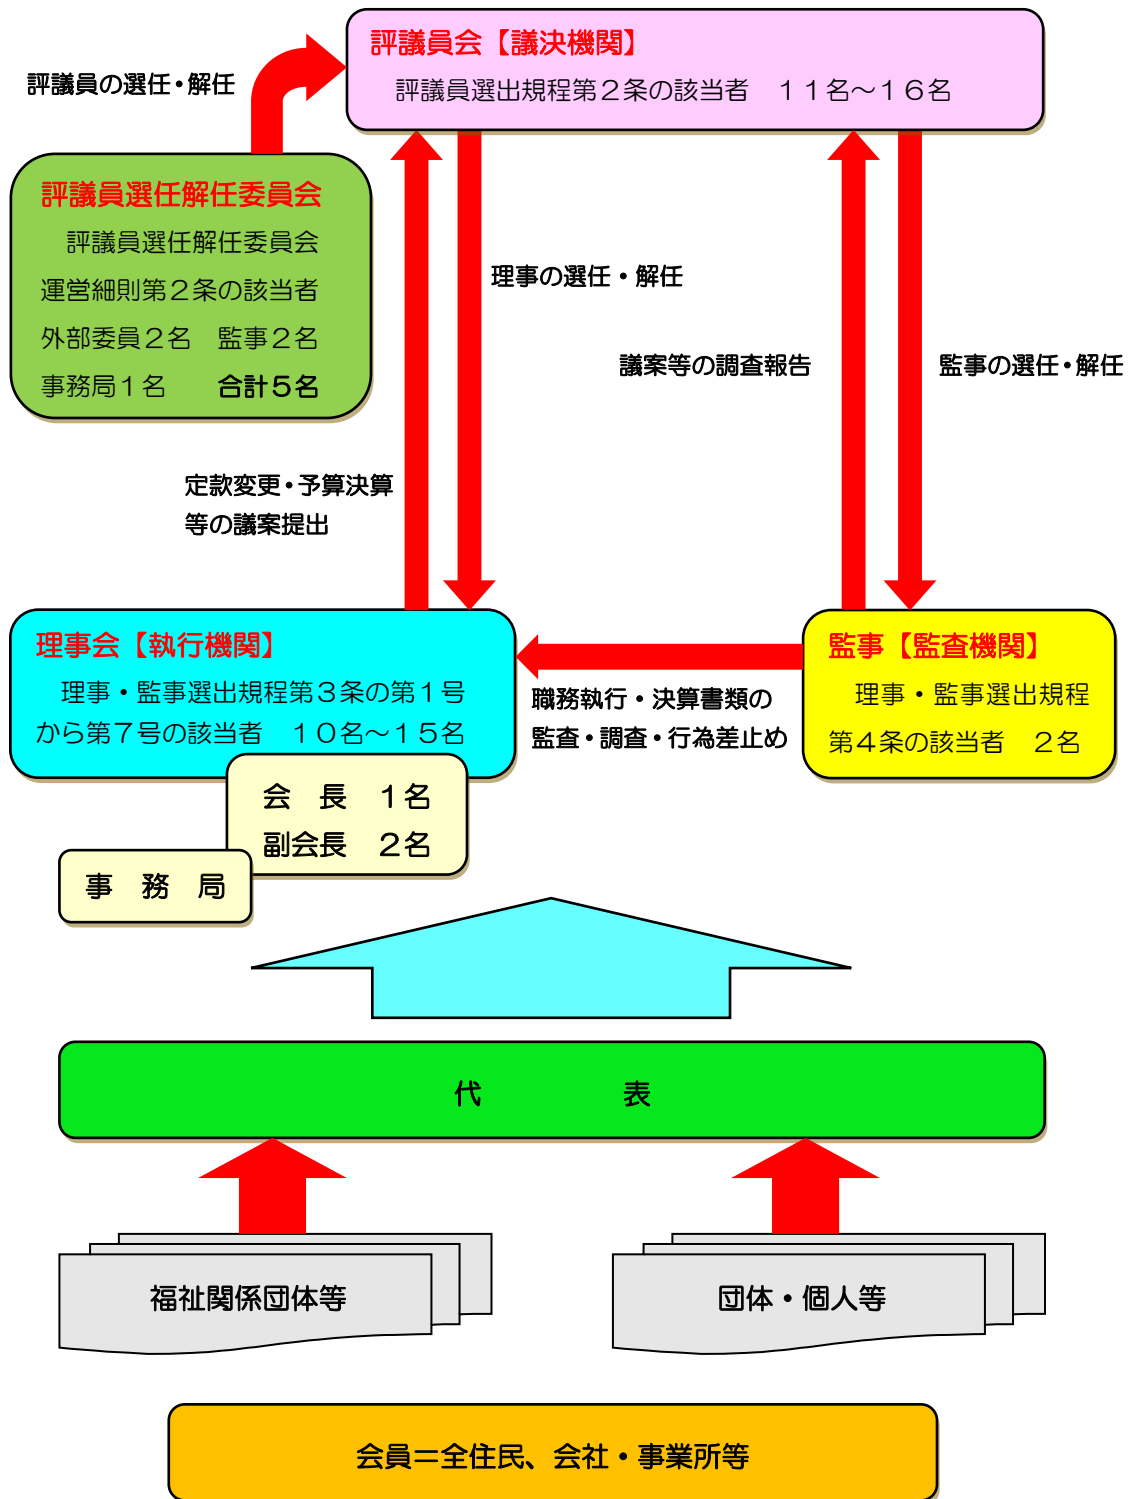 評議員会【議決機関】
評議員選出規程第２条の該当者　１１名～１６名
評議員の選任・解任
評議員選任解任委員会
評議員選任解任委員会
運営細則第２条の該当者
外部委員２名　監事２名
事務局１名　　合計５名
理事の選任・解任
議案等の調査報告
監事の選任・解任
定款変更・予算決算
等の議案提出
理事会【執行機関】
理事・監事選出規程第３条の第１号
から第７号の該当者　１０名～１５名
職務執行・決算書類の
監査・調査・行為差止め
監事【監査機関】
理事・監事選出規程
第４条の該当者　２名
会　長　１名
副会長　２名
事　務　局
代　　　　　表
福祉関係団体等
団体・個人等
会員＝全住民、会社・事業所等